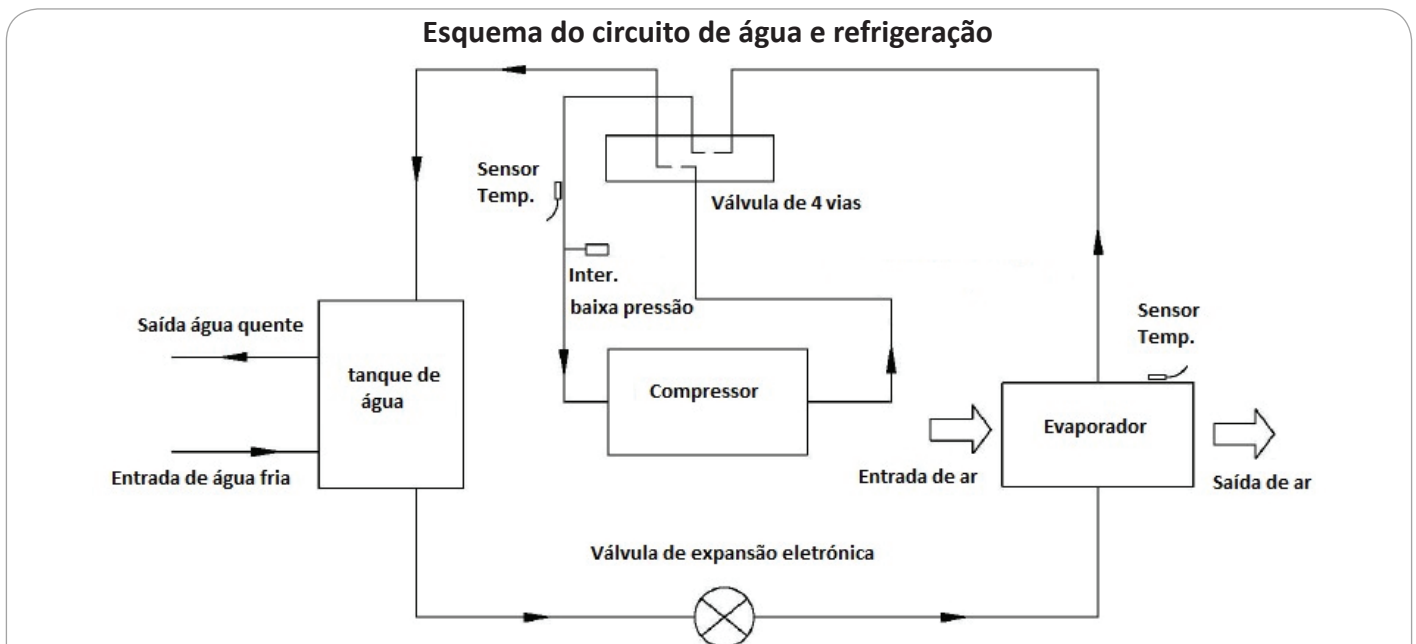 Esquema do circuito de água e refrigeração
Sensor
Temp.
Válvula de 4 vias
Inter.
baixa pressão
Saída água quente
tanque de
água
Entrada de água fria
Compressor
Sensor
Temp.
Evaporador
Entrada de ar
Saída de ar
Válvula de expansão eletrónica